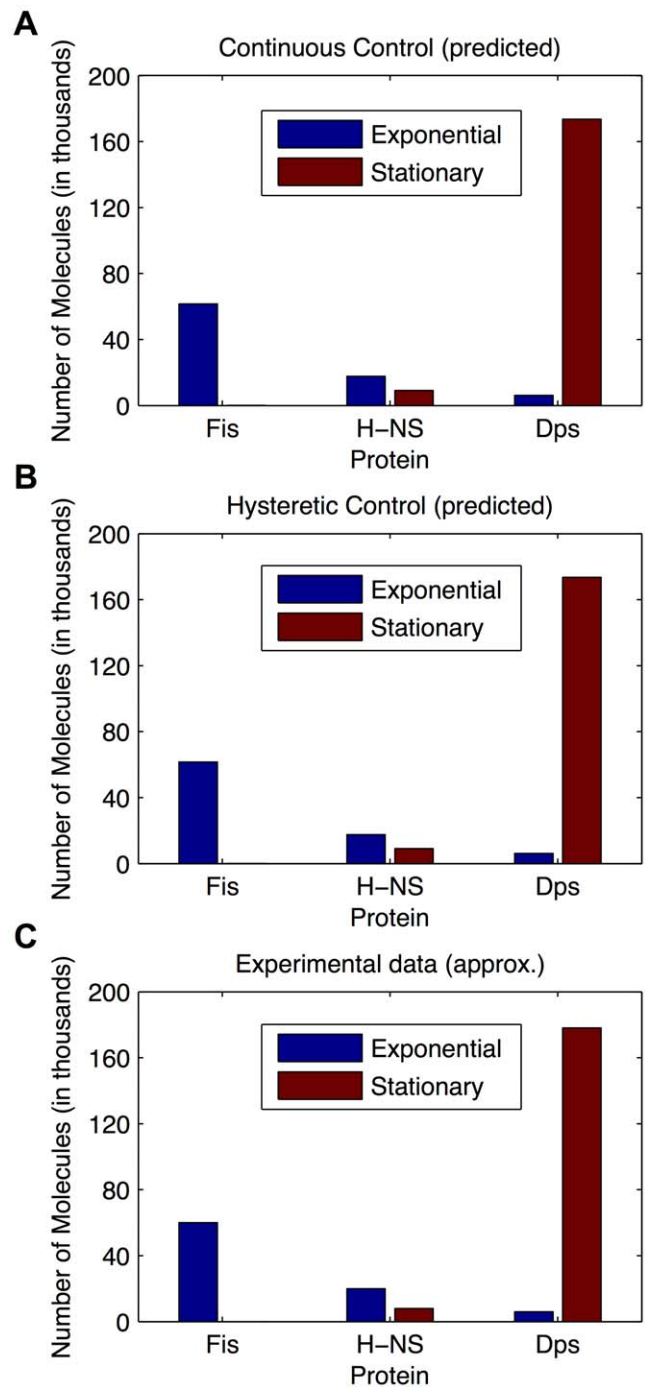 A
Continuous Control (predicted)
Number of Molecules (in thousands)
200
160
120
80
40
0
Exponential
Stationary
Fis H−NS Dps
Protein
B
Hysteretic Control (predicted)
Number of Molecules (in thousands)
200
160
120
80
40
0
Exponential
Stationary
Fis H−NS Dps
Protein
C
Experimental data (approx.)
Number of Molecules (in thousands)
200
160
120
80
40
0
Exponential
Stationary
Fis H−NS Dps
Protein